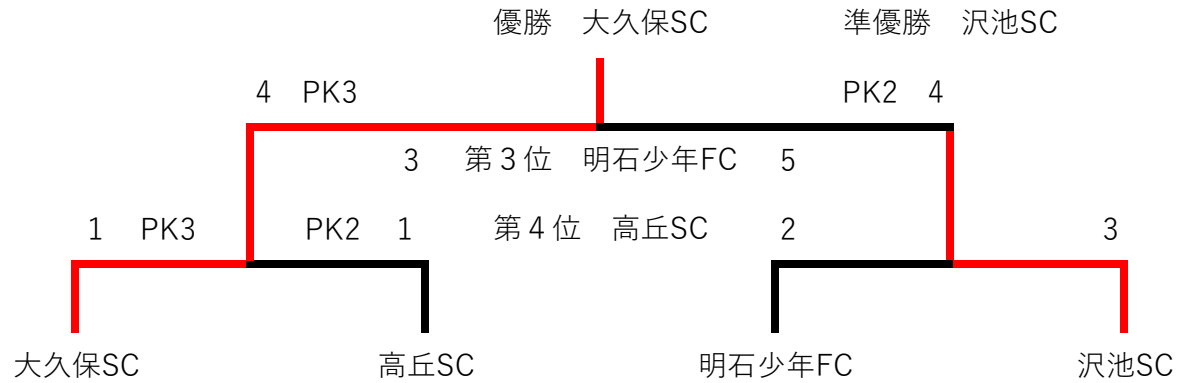 優勝　大久保SC　準優勝　沢池SC
4　PK3　PK2　4
3　第３位　明石少年FC　5
1　PK3　PK2　1　第４位　高丘SC　2　3
大久保SC　高丘SC　明石少年FC　沢池SC